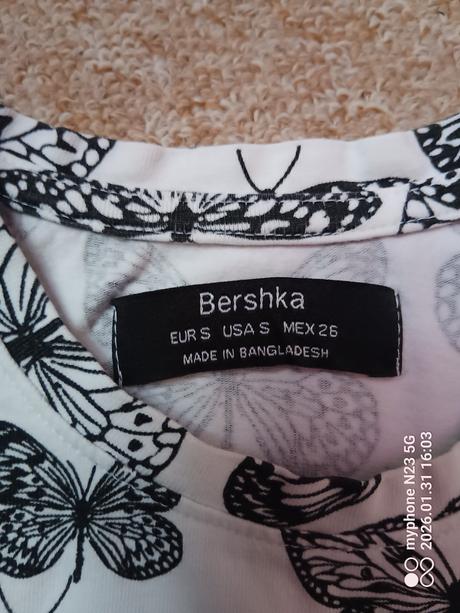 Bershka
EUR S USA S MEX 26
MADE IN BANGLADESH
myphone N23 5G
2026.01.31 16:03